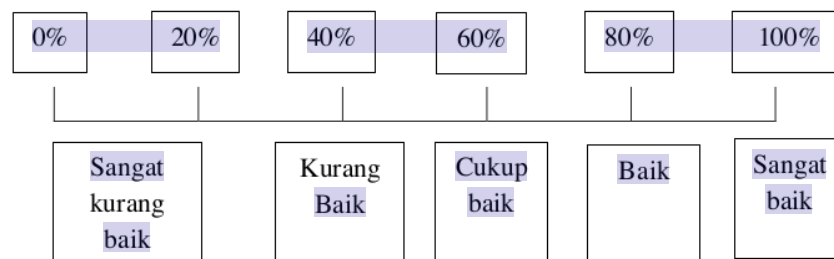 0% 20% 40% 60% 80% 100%
Sangat kurang baik
Kurang Baik
Cukup baik
Baik
Sangat baik